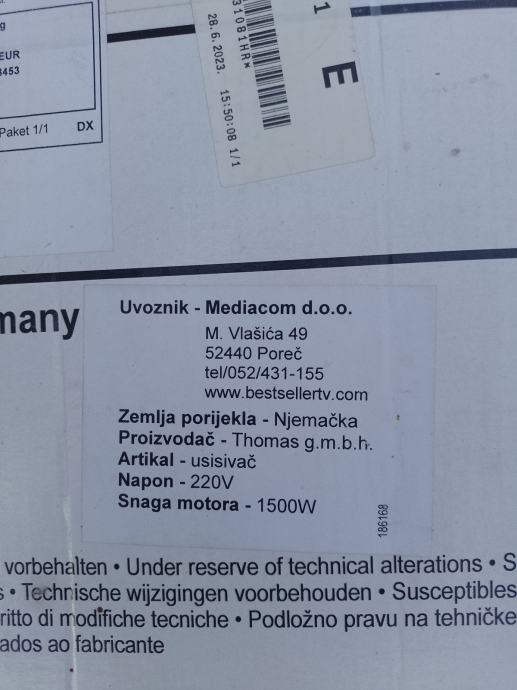 EUR
3453
Paket 1/1
DX
31081HR*
28.6.2023. 15:50:08 1/1
1
E
many
Uvoznik - Mediacom d.o.o.
M. Vlašića 49
52440 Poreč
tel/052/431-155
www.bestsellertv.com
Zemlja porijekla - Njemačka
Proizvođač - Thomas g.m.b.h.
Artikal - usisivač
Napon - 220V
Snaga motora - 1500W
186168
vorbehalten • Under reserve of technical alterations • S
s • Technische wijzigingen voorbehouden • Susceptibles
ritto di modifiche tecniche • Podložno pravu na tehničke
ados ao fabricante